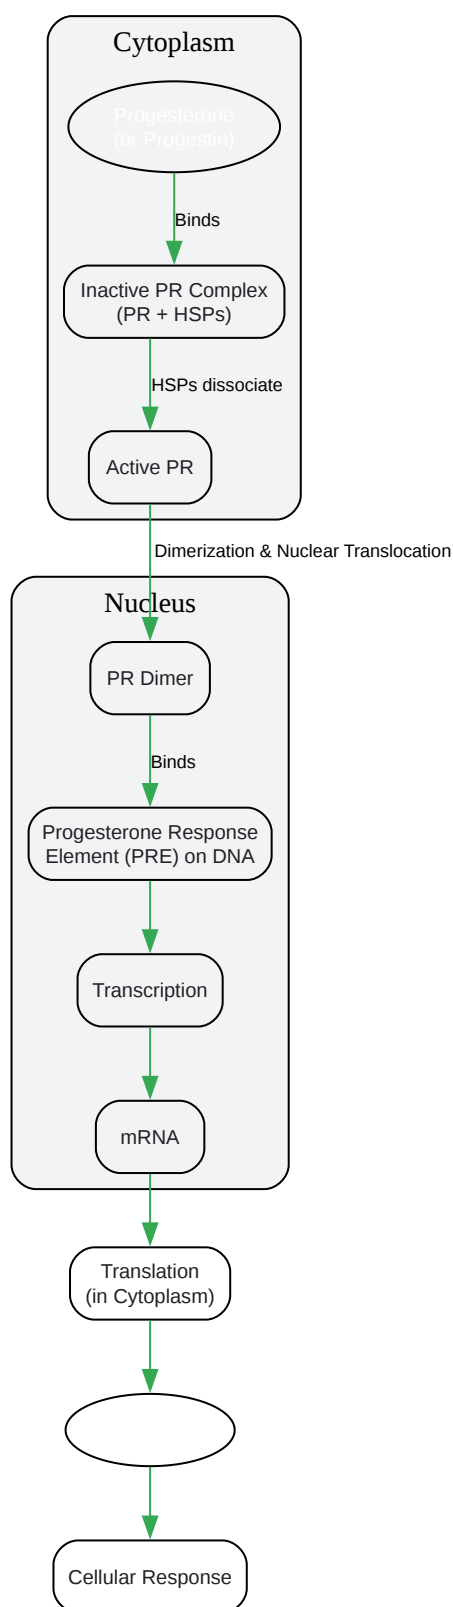 Cytoplasm
Progesterone
(or Progestin)
Binds
Inactive PR Complex
(PR + HSPs)
HSPs dissociate
Active PR
Dimerization & Nuclear Translocation
Nucleus
PR Dimer
Binds
Progesterone Response
Element (PRE) on DNA
Transcription
mRNA
Translation
(in Cytoplasm)
Cellular Response